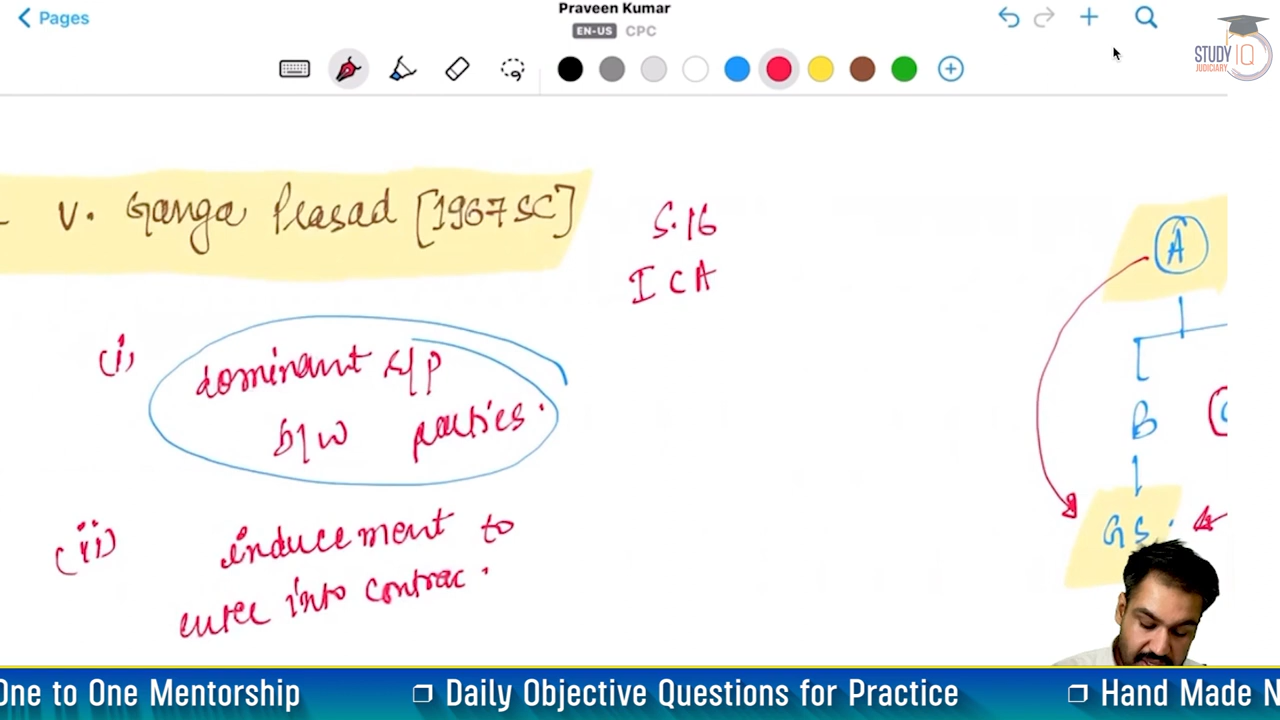 Pages
Praveen Kumar
EN-US CPC
STUDY IQ
JUDICIARY
v. Ganga Prasad [1967 SC]
S.16
ICA
A
(i) dominant r/p
b/w parties.
B
(ii) inducement to
enter into contrac.
GS.
One to One Mentorship
Daily Objective Questions for Practice
Hand Made N